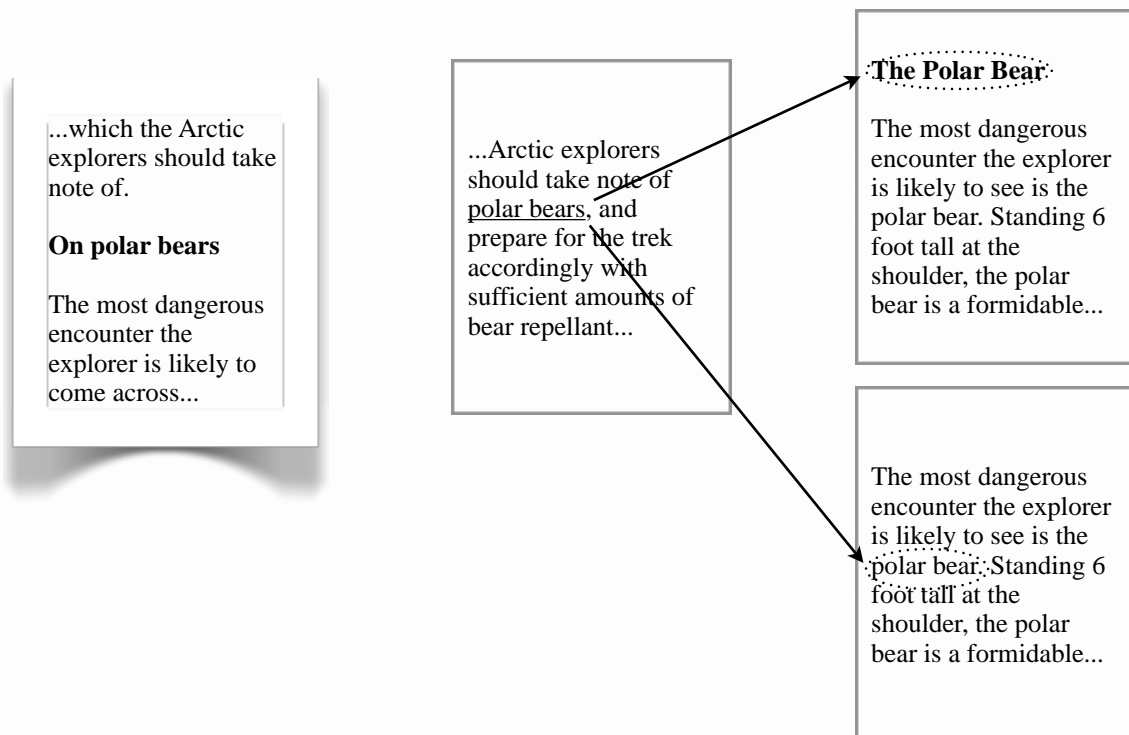 ...which the Arctic
explorers should take
note of.
On polar bears
The most dangerous
encounter the
explorer is likely to
come across...
...Arctic explorers
should take note of
polar bears, and
prepare for the trek
accordingly with
sufficient amounts of
bear repellant...
The Polar Bear
The most dangerous
encounter the explorer
is likely to see is the
polar bear. Standing 6
foot tall at the
shoulder, the polar
bear is a formidable...
The most dangerous
encounter the explorer
is likely to see is the
polar bear. Standing 6
foot tall at the
shoulder, the polar
bear is a formidable...